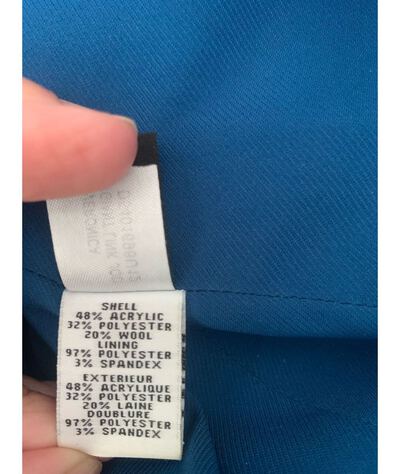 SHELL
48% ACRYLIC
32% POLYESTER
20% WOOL
LINING
97% POLYESTER
3% SPANDEX
EXTERIEUR
48% ACRYLIQUE
32% POLYESTER
20% LAINE
DOUBLURE
97% POLYESTER
3% SPANDEX